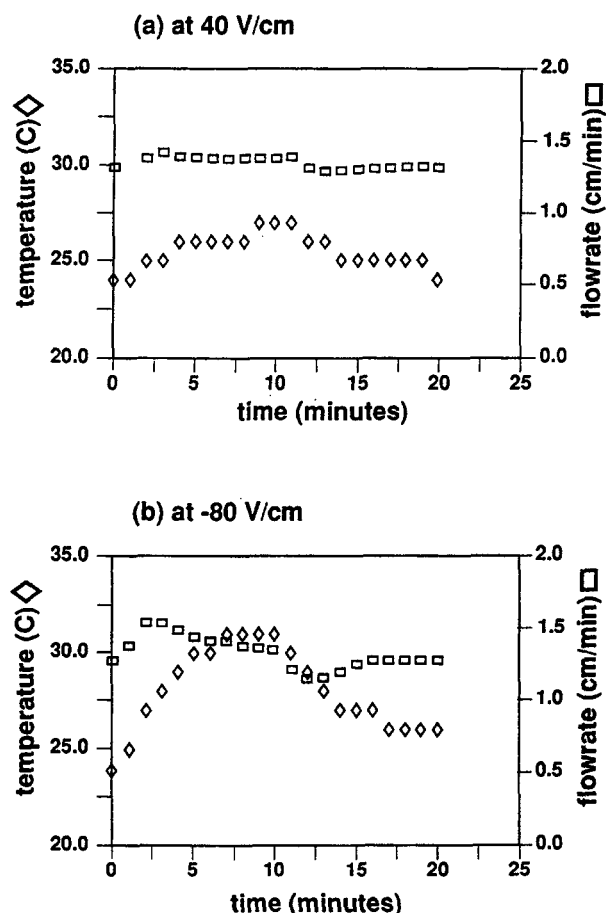 (a) at 40 V/cm
35.0
30.0
25.0
20.0
temperature (C)
2.0
1.5
1.0
0.5
0.0
flowrate (cm/min)
0 5 10 15 20 25
time (minutes)
(b) at -80 V/cm
35.0
30.0
25.0
20.0
temperature (C)
2.0
1.5
1.0
0.5
0.0
flowrate (cm/min)
0 5 10 15 20 25
time (minutes)